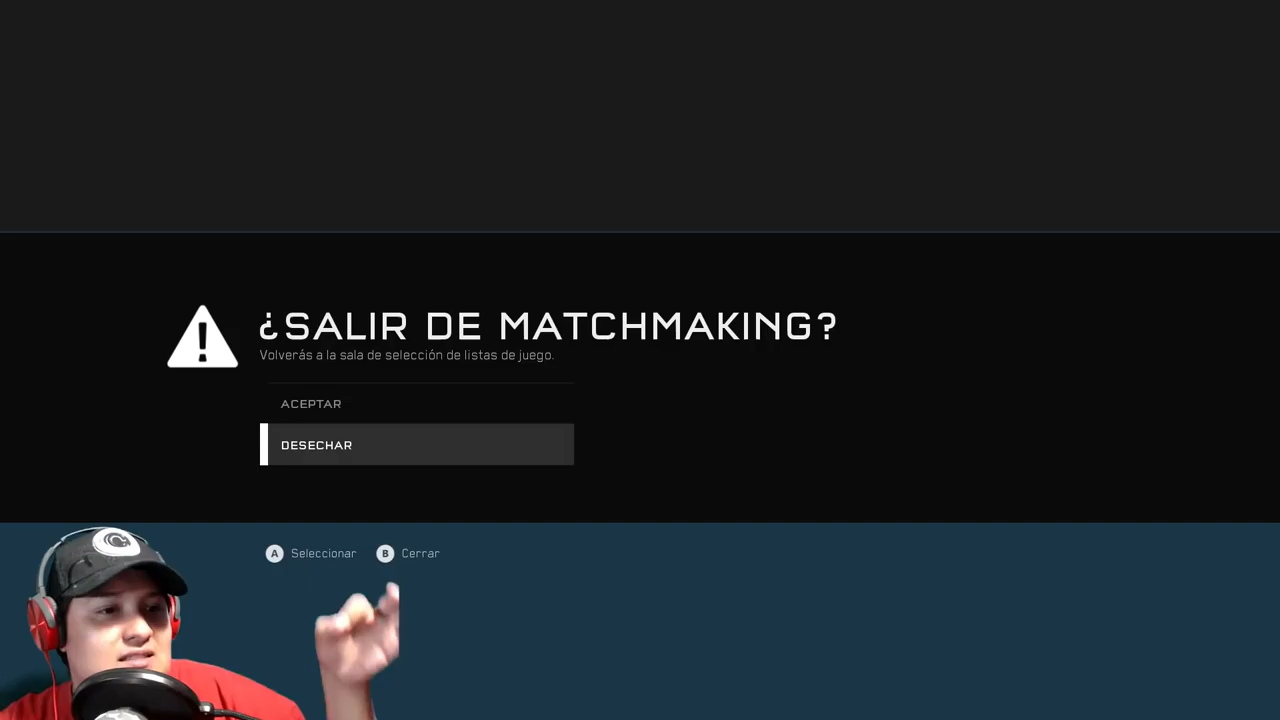 ¿SALIR DE MATCHMAKING?
Volverás a la sala de selección de listas de juego.
ACEPTAR
DESECHAR
A Seleccionar B Cerrar